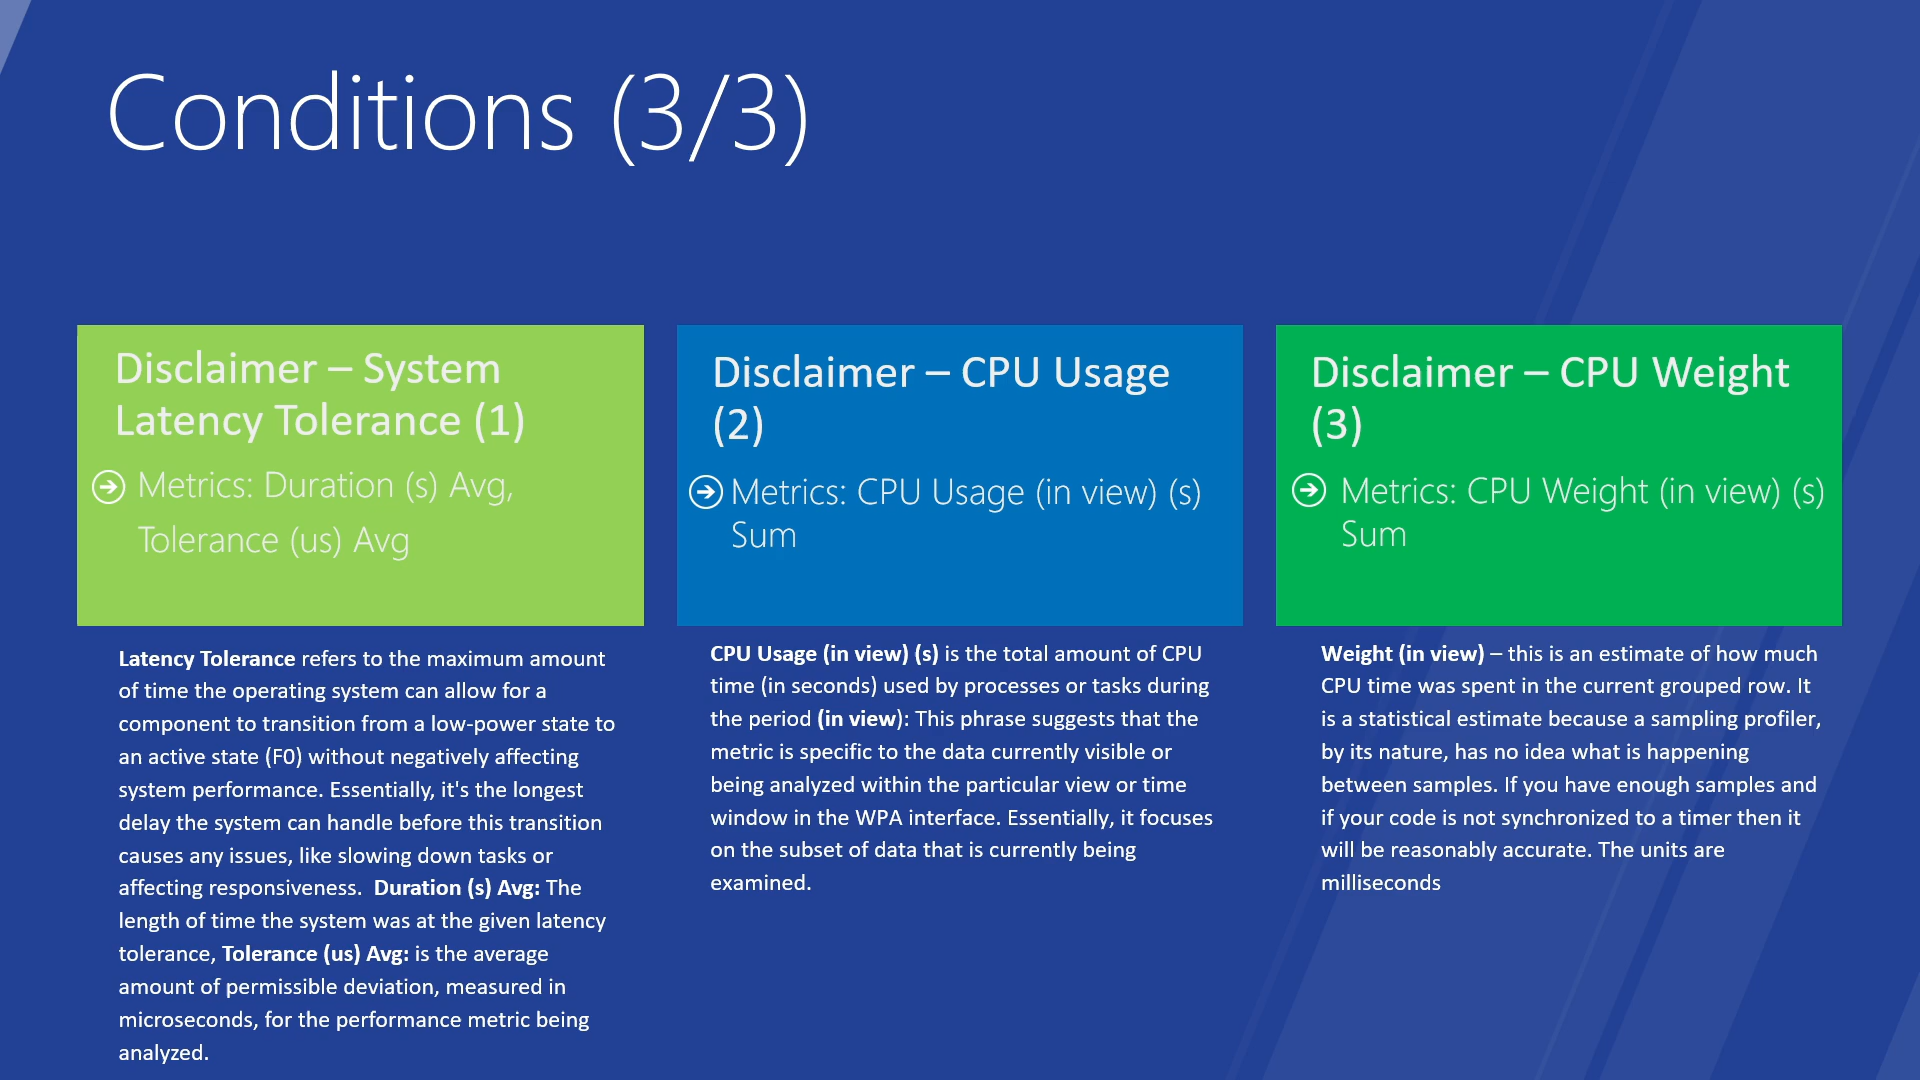 Conditions (3/3)
Disclaimer – System
Latency Tolerance (1)
Metrics: Duration (s) Avg,
Tolerance (us) Avg
Latency Tolerance refers to the maximum amount
of time the operating system can allow for a
component to transition from a low-power state to
an active state (F0) without negatively affecting
system performance. Essentially, it's the longest
delay the system can handle before this transition
causes any issues, like slowing down tasks or
affecting responsiveness.  Duration (s) Avg: The
length of time the system was at the given latency
tolerance, Tolerance (us) Avg: is the average
amount of permissible deviation, measured in
microseconds, for the performance metric being
analyzed.
Disclaimer – CPU Usage
(2)
Metrics: CPU Usage (in view) (s)
Sum
CPU Usage (in view) (s) is the total amount of CPU
time (in seconds) used by processes or tasks during
the period (in view): This phrase suggests that the
metric is specific to the data currently visible or
being analyzed within the particular view or time
window in the WPA interface. Essentially, it focuses
on the subset of data that is currently being
examined.
Disclaimer – CPU Weight
(3)
Metrics: CPU Weight (in view) (s)
Sum
Weight (in view) – this is an estimate of how much
CPU time was spent in the current grouped row. It
is a statistical estimate because a sampling profiler,
by its nature, has no idea what is happening
between samples. If you have enough samples and
if your code is not synchronized to a timer then it
will be reasonably accurate. The units are
milliseconds